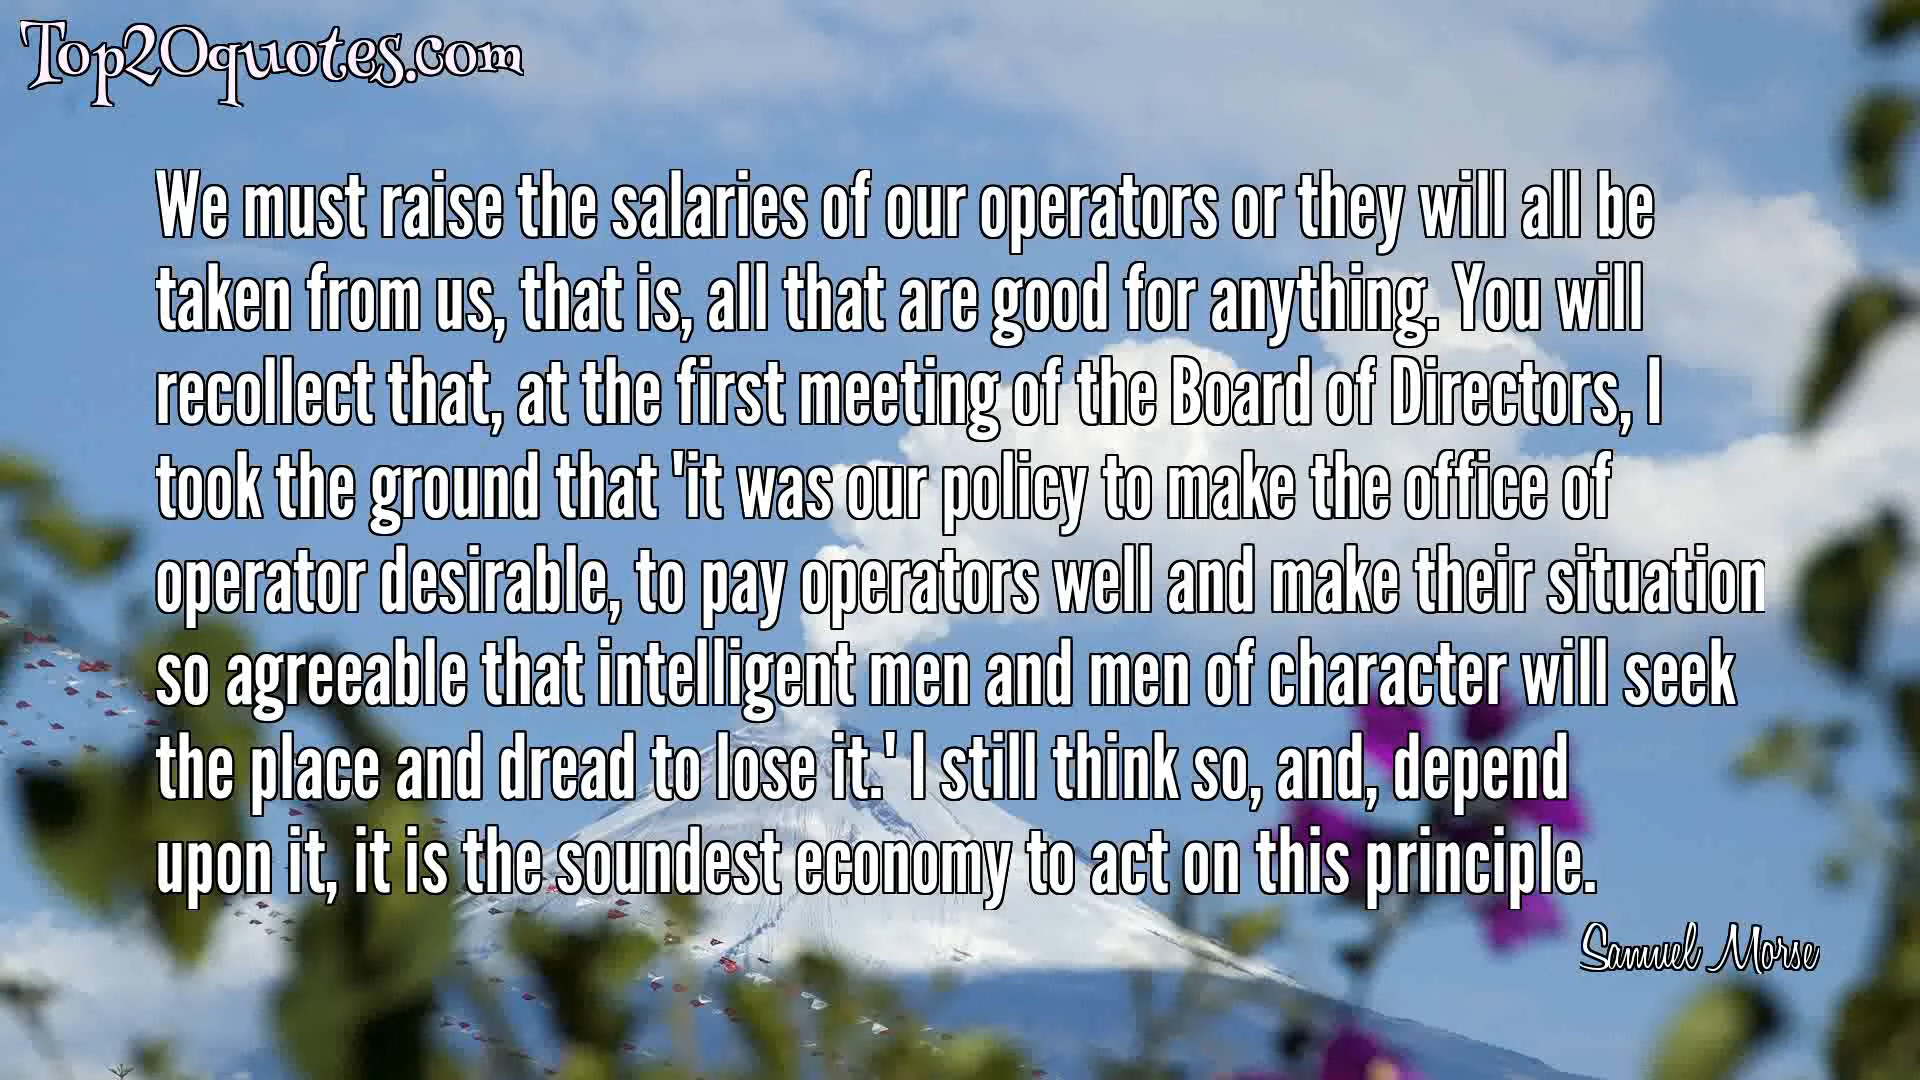 Top20quotes.com
We must raise the salaries of our operators or they will all be
taken from us, that is, all that are good for anything. You will
recollect that, at the first meeting of the Board of Directors, I
took the ground that 'it was our policy to make the office of
operator desirable, to pay operators well and make their situation
so agreeable that intelligent men and men of character will seek
the place and dread to lose it.' I still think so, and, depend
upon it, it is the soundest economy to act on this principle.
Samuel Morse